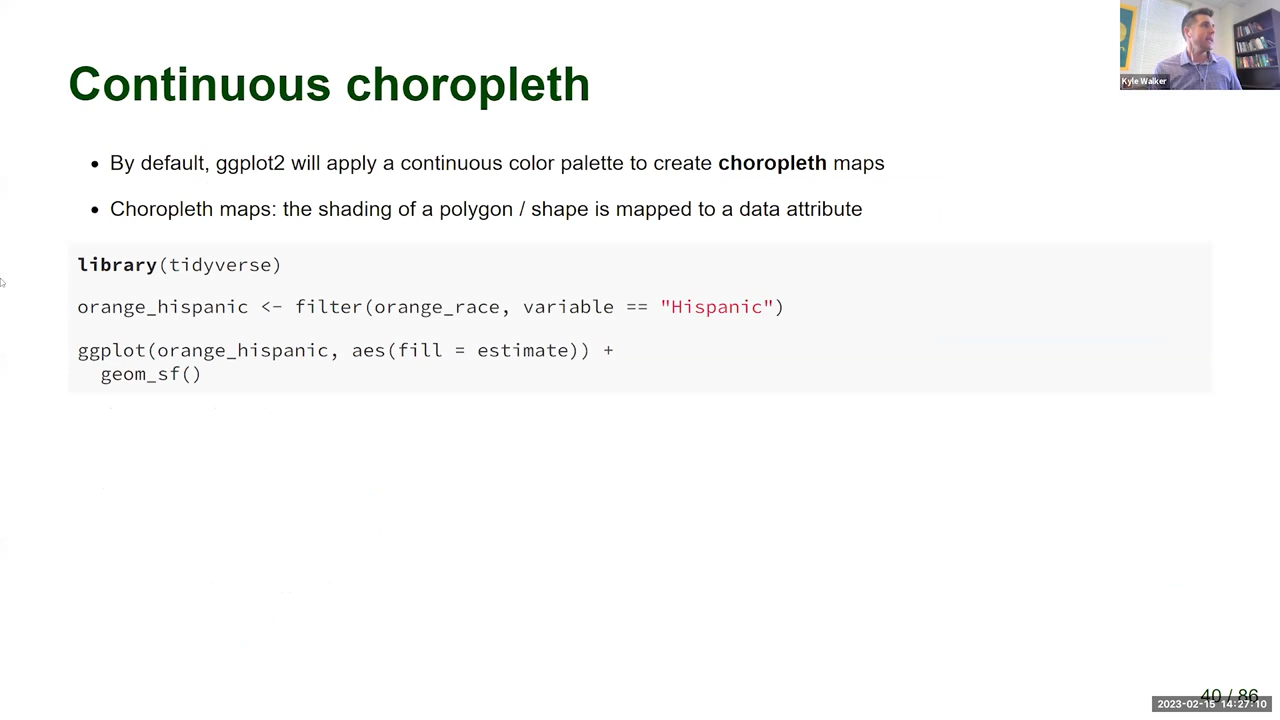 Continuous choropleth
Kyle Walker
• By default, ggplot2 will apply a continuous color palette to create choropleth maps
• Choropleth maps: the shading of a polygon / shape is mapped to a data attribute
library(tidyverse)
orange_hispanic <- filter(orange_race, variable == "Hispanic")
ggplot(orange_hispanic, aes(fill = estimate)) +
  geom_sf()
40 / 86
2023-02-15 14:27:10